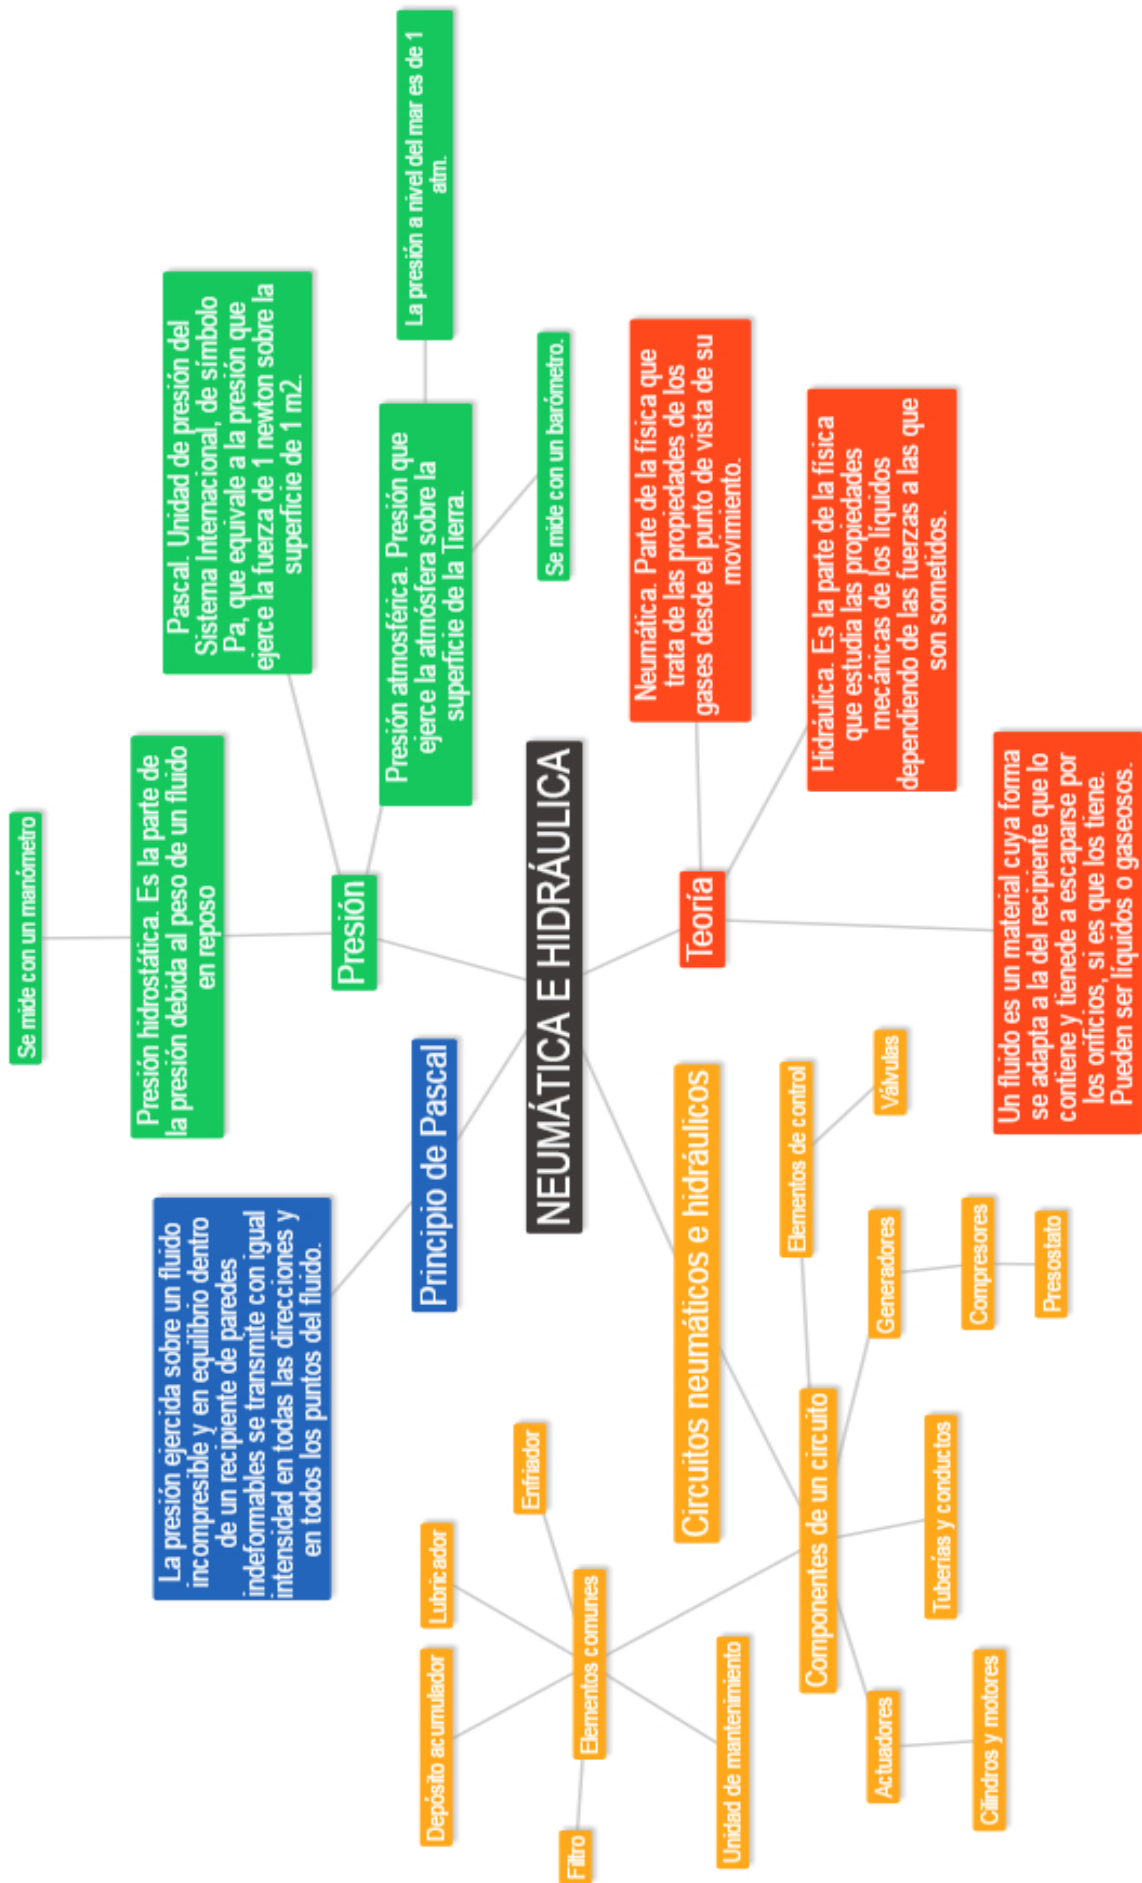 NEUMÁTICA E HIDRÁULICA
Principio de Pascal
La presión ejercida sobre un fluido
incompresible y en equilibrio dentro
de un recipiente de paredes
indeformables se transmite con igual
intensidad en todas las direcciones y
en todos los puntos del fluido.
Presión
Presión hidrostática. Es la parte de
la presión debida al peso de un fluido
en reposo
Se mide con un manómetro
Pascal. Unidad de presión del
Sistema Internacional, de símbolo
Pa, que equivale a la presión que
ejerce la fuerza de 1 newton sobre la
superficie de 1 m2.
Presión atmosférica. Presión que
ejerce la atmósfera sobre la
superficie de la Tierra.
La presión a nivel del mar es de 1
atm.
Se mide con un barómetro.
Teoría
Neumática. Parte de la física que
trata de las propiedades de los
gases desde el punto de vista de su
movimiento.
Hidráulica. Es la parte de la física
que estudia las propiedades
mecánicas de los líquidos
dependiendo de las fuerzas a las que
son sometidos.
Un fluido es un material cuya forma
se adapta a la del recipiente que lo
contiene y tienede a escaparse por
los orificios, si es que los tiene.
Pueden ser líquidos o gaseosos.
Circuitos neumáticos e hidráulicos
Componentes de un circuito
Elementos de control
Válvulas
Generadores
Compresores
Presostato
Tuberías y conductos
Actuadores
Cilindros y motores
Elementos comunes
Enfriador
Lubricador
Depósito acumulador
Filtro
Unidad de mantenimiento